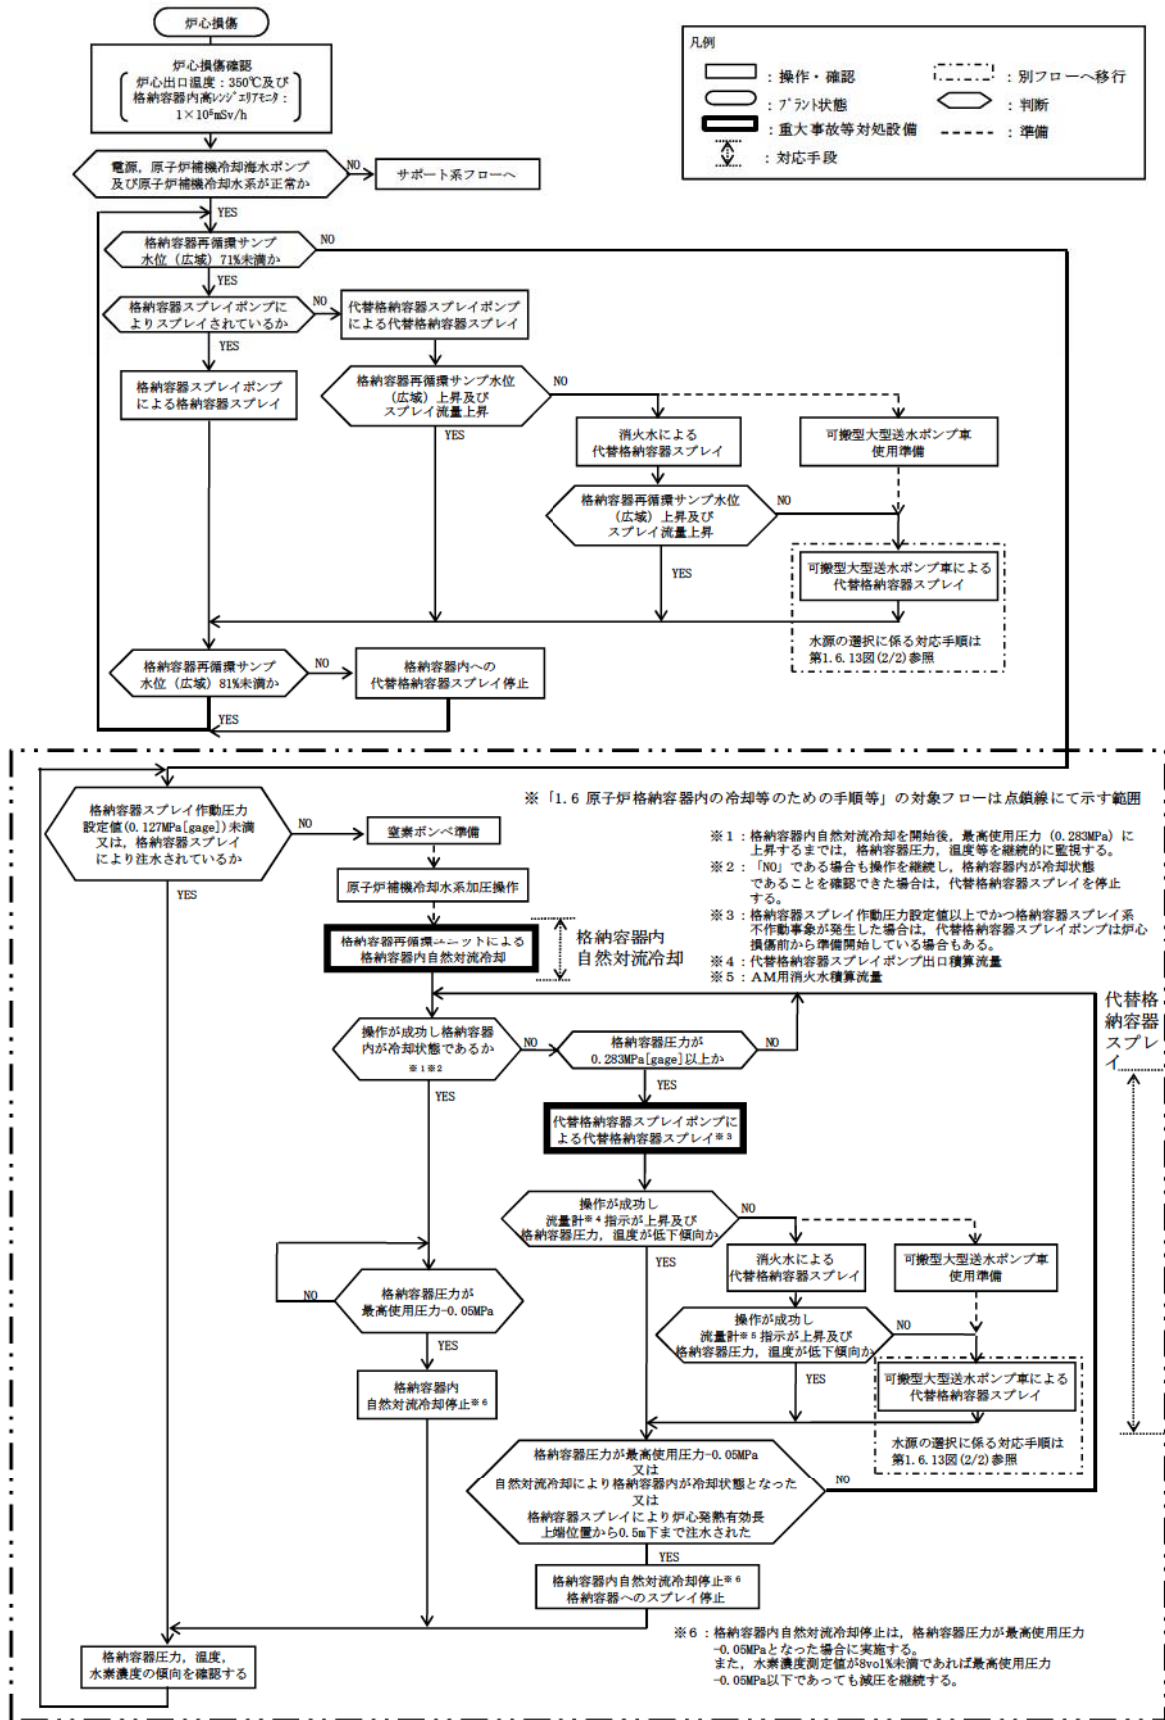 炉心損傷
炉心損傷確認
炉心出口温度：350℃及び
格納容器内高ﾚﾝｼﾞｴﾘｱﾓﾆﾀ：
1×10⁵mSv/h
凡例
：操作・確認
：別フローへ移行
：ﾌﾟﾗﾝﾄ状態
：判断
：重大事故等対処設備
：準備
：対応手段
電源，原子炉補機冷却海水ポンプ
及び原子炉補機冷却水系が正常か
NO
サポート系フローへ
YES
格納容器再循環サンプ
水位（広域）71%未満か
NO
YES
格納容器スプレイポンプに
よりスプレイされているか
NO
代替格納容器スプレイポンプ
による代替格納容器スプレイ
YES
格納容器スプレイポンプ
による格納容器スプレイ
格納容器再循環サンプ水位
（広域）上昇及び
スプレイ流量上昇
NO
YES
消火水による
代替格納容器スプレイ
可搬型大型送水ポンプ車
使用準備
格納容器再循環サンプ水位
（広域）上昇及び
スプレイ流量上昇
NO
YES
可搬型大型送水ポンプ車による
代替格納容器スプレイ
水源の選択に係る対応手順は
第1.6.13図(2/2)参照
格納容器再循環サンプ
水位（広域）81%未満か
NO
格納容器内への
代替格納容器スプレイ停止
YES
※「1.6 原子炉格納容器内の冷却等のための手順等」の対象フローは点鎖線にて示す範囲
格納容器スプレイ作動圧力
設定値(0.127MPa[gage])未満
又は，格納容器スプレイ
により注水されているか
NO
YES
窒素ボンベ準備
原子炉補機冷却水系加圧操作
格納容器再循環ユニットによる
格納容器内自然対流冷却
格納容器内
自然対流冷却
※1：格納容器内自然対流冷却を開始後，最高使用圧力（0.283MPa）に
上昇するまでは，格納容器圧力，温度等を継続的に監視する。
※2：「NO」である場合も操作を継続し，格納容器内が冷却状態
であることを確認できた場合は，代替格納容器スプレイを停止
する。
※3：格納容器スプレイ作動圧力設定値以上でかつ格納容器スプレイ系
不作動事象が発生した場合は，代替格納容器スプレイポンプは炉心
損傷前から準備開始している場合もある。
※4：代替格納容器スプレイポンプ出口積算流量
※5：AM用消火水積算流量
代替格
納容器
スプレ
イ
操作が成功し格納容器
内が冷却状態であるか
※1※2
NO
YES
格納容器圧力が
0.283MPa[gage]以上か
NO
YES
代替格納容器スプレイポンプに
よる代替格納容器スプレイ※3
操作が成功し
流量計※4指示が上昇及び
格納容器圧力，温度が低下傾向か
NO
YES
消火水による
代替格納容器スプレイ
可搬型大型送水ポンプ車
使用準備
格納容器圧力が
最高使用圧力-0.05MPa
NO
YES
操作が成功し
流量計※5指示が上昇及び
格納容器圧力，温度が低下傾向か
NO
YES
可搬型大型送水ポンプ車による
代替格納容器スプレイ
水源の選択に係る対応手順は
第1.6.13図(2/2)参照
格納容器内
自然対流冷却停止※6
格納容器圧力が最高使用圧力-0.05MPa
又は
自然対流冷却により格納容器内が冷却状態となった
又は
格納容器スプレイにより炉心発熱有効長
上端位置から0.5m下まで注水された
NO
YES
格納容器内自然対流冷却停止※6
格納容器へのスプレイ停止
格納容器圧力，温度，
水素濃度の傾向を確認する
※6：格納容器内自然対流冷却停止は，格納容器圧力が最高使用圧力
-0.05MPaとなった場合に実施する。
また，水素濃度測定値が8vol%未満であれば最高使用圧力
-0.05MPa以下であっても減圧を継続する。